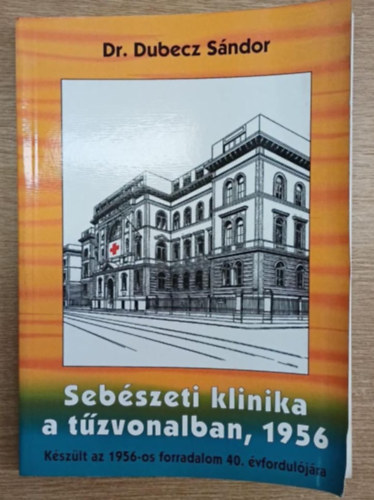 Dr. Dubecz Sándor
Sebészeti klinika
a tűzvonalban, 1956
Készült az 1956-os forradalom 40. évfordulójára